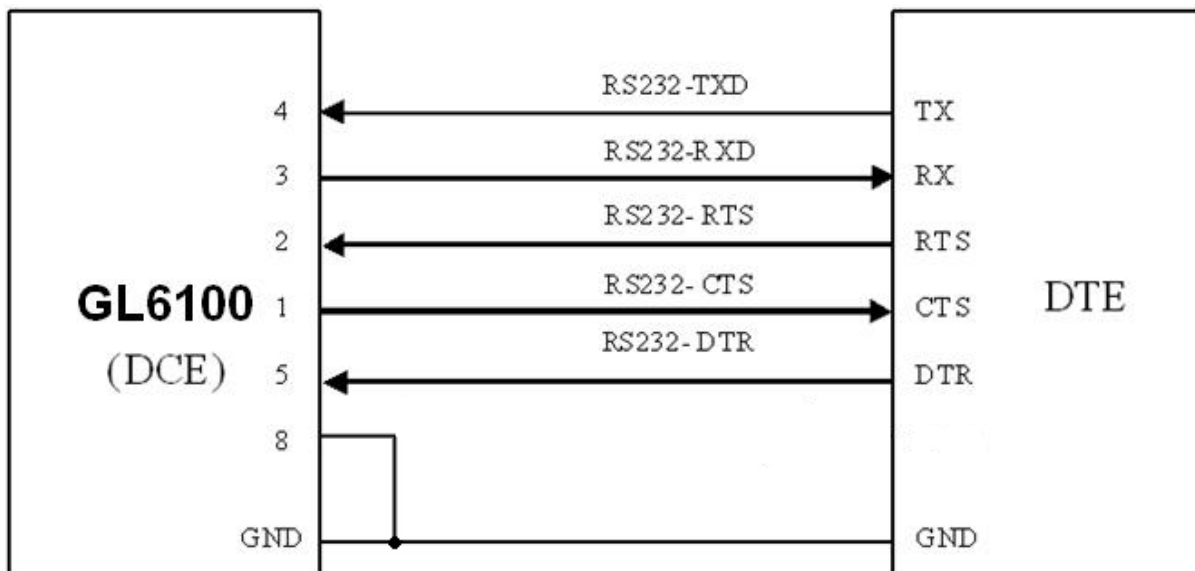 RS232-TXD
4 TX
RS232-RXD
3 RX
RS232- RTS
2 RTS
RS232- CTS
GL6100 1 CTS DTE
RS232- DTR
(DCE) 5 DTR
8
GND GND